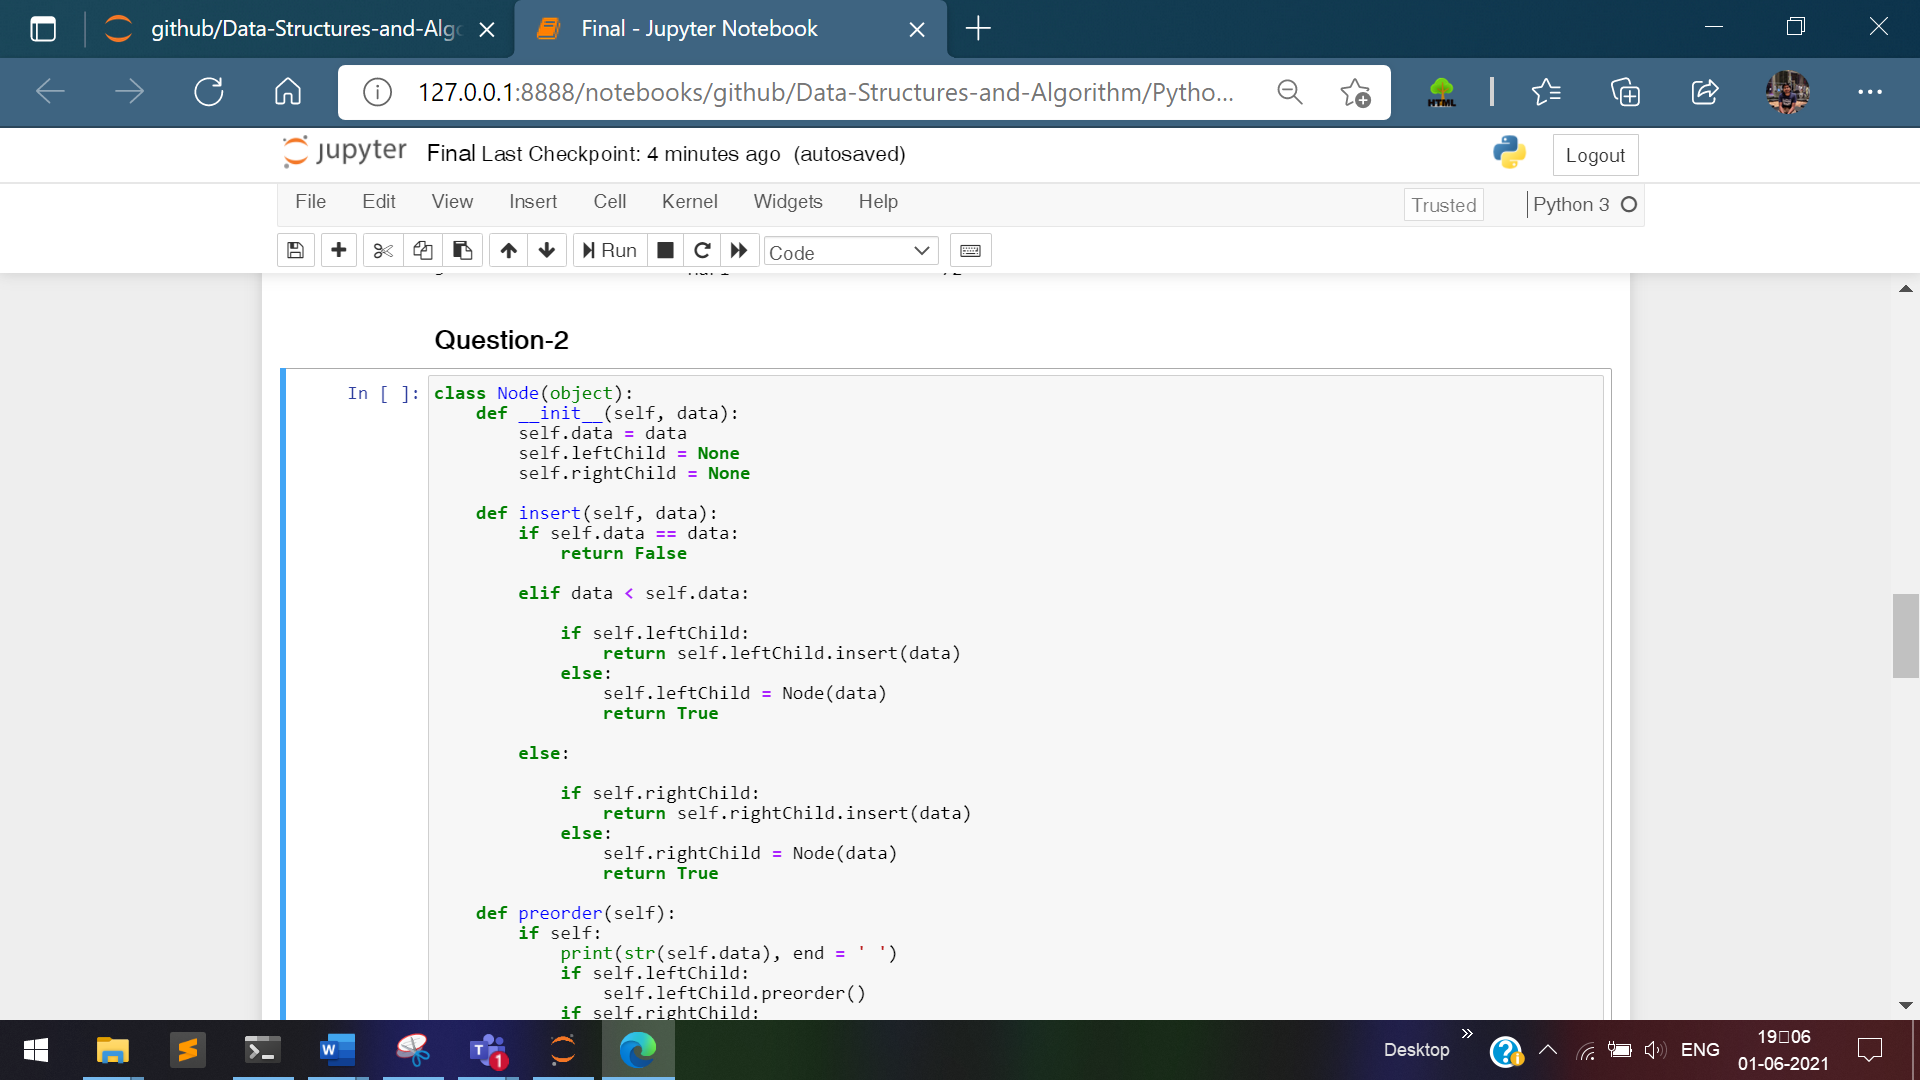 github/Data-Structures-and-Algo
Final - Jupyter Notebook
127.0.0.1:8888/notebooks/github/Data-Structures-and-Algorithm/Pytho...
HTML
jupyter Final Last Checkpoint: 4 minutes ago (autosaved)
Logout
File Edit View Insert Cell Kernel Widgets Help
Trusted
Python 3
Run
Code
Question-2
In [ ]:
class Node(object):
    def __init__(self, data):
        self.data = data
        self.leftChild = None
        self.rightChild = None
    def insert(self, data):
        if self.data == data:
            return False
        elif data < self.data:
            if self.leftChild:
                return self.leftChild.insert(data)
            else:
                self.leftChild = Node(data)
                return True
        else:
            if self.rightChild:
                return self.rightChild.insert(data)
            else:
                self.rightChild = Node(data)
                return True
    def preorder(self):
        if self:
            print(str(self.data), end = ' ')
            if self.leftChild:
                self.leftChild.preorder()
            if self.rightChild:
Desktop
ENG
19□06
01-06-2021
1